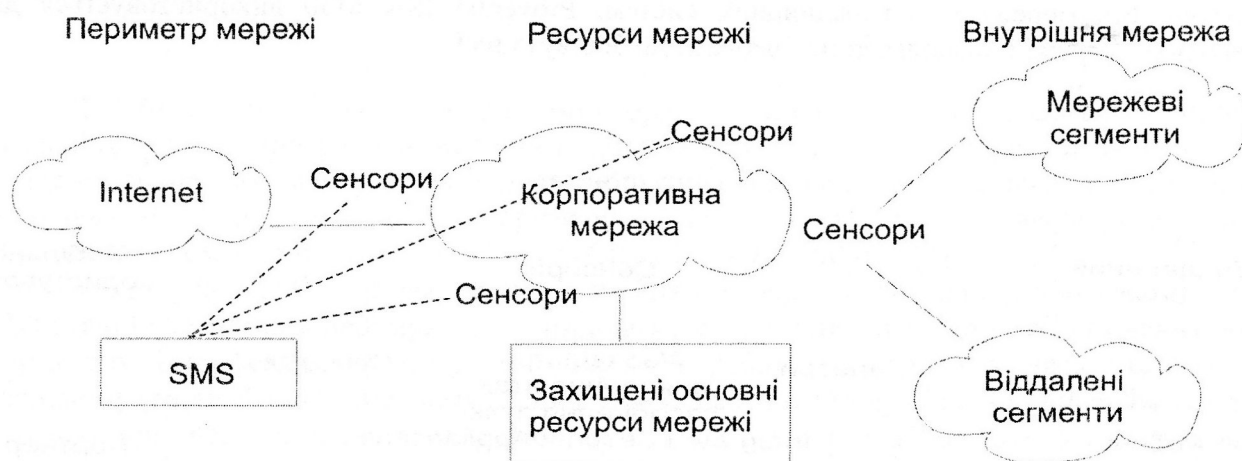 Периметр мережі
Ресурси мережі
Внутрішня мережа
Internet
Сенсори
Сенсори
Корпоративна
мережа
Сенсори
Мережеві
сегменти
Сенсори
SMS
Захищені основні
ресурси мережі
Віддалені
сегменти